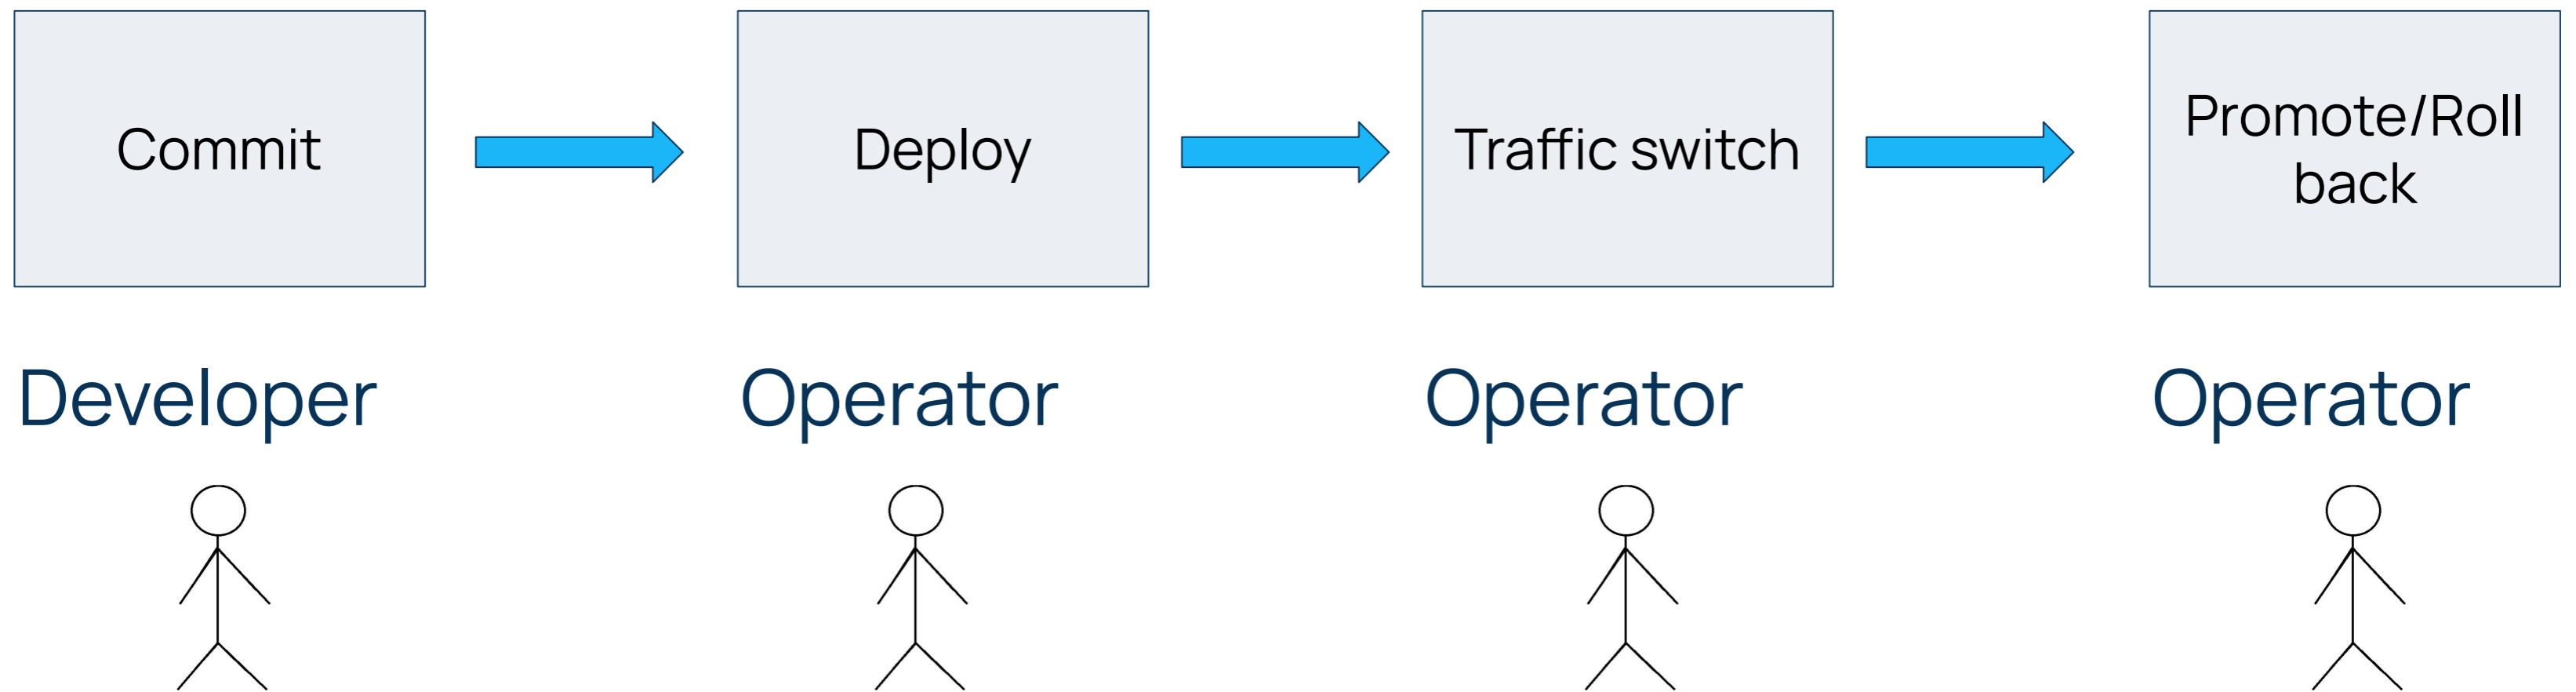 Commit
Deploy
Traffic switch
Promote/Roll
back
Developer
Operator
Operator
Operator